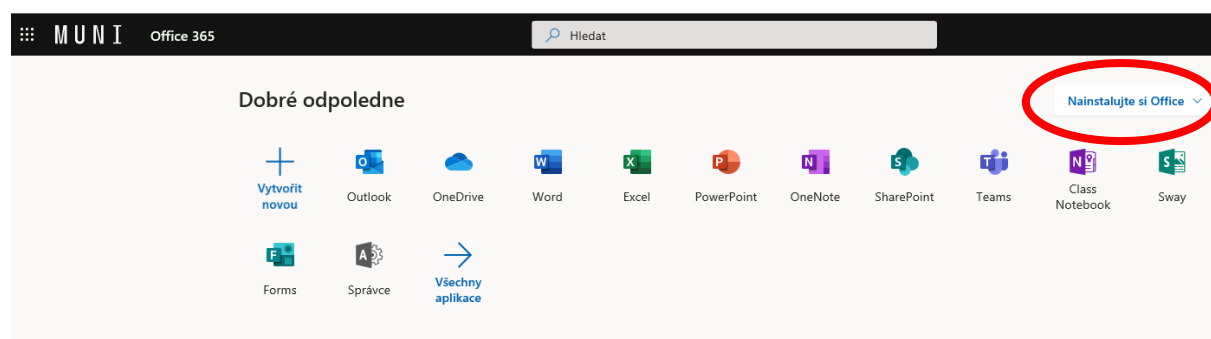 MUNI Office 365 Hledat
Dobré odpoledne
Nainstalujte si Office
Vytvořit
novou
Outlook
OneDrive
Word
Excel
PowerPoint
OneNote
SharePoint
Teams
Class
Notebook
Sway
Forms
Správce
Všechny
aplikace